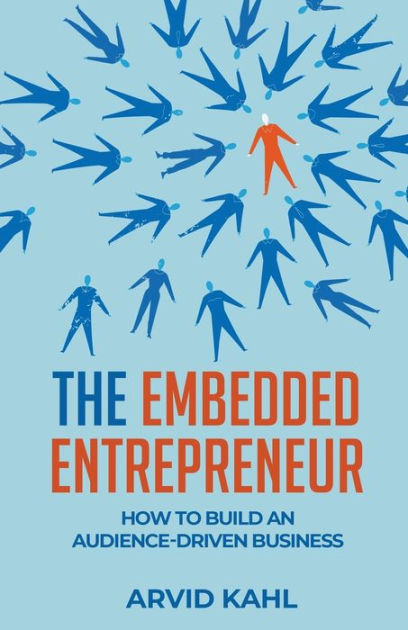 THE EMBEDDED
ENTREPRENEUR
HOW TO BUILD AN
AUDIENCE-DRIVEN BUSINESS
ARVID KAHL